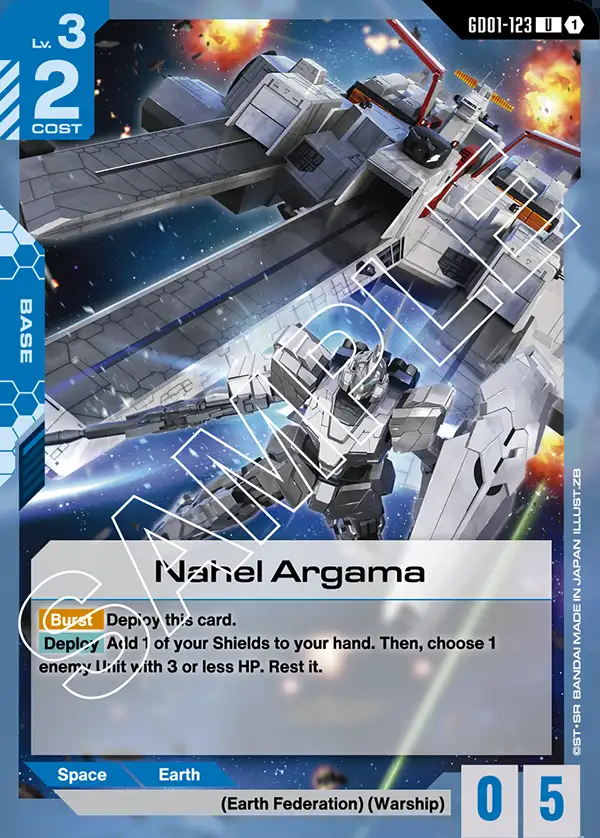 GD01-123 U 1
Lv. 3
2
COST
BASE
SAMPLE
Nahel Argama
Burst Deploy this card.
Deploy Add 1 of your Shields to your hand. Then, choose 1
enemy Unit with 3 or less HP. Rest it.
Space Earth
(Earth Federation) (Warship)
0 5
©ST・SR BANDAI MADE IN JAPAN ILLUST.ZB